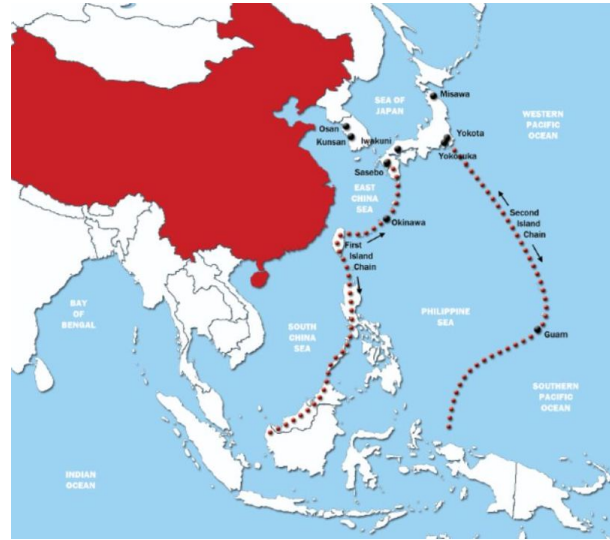 Misawa
SEA OF
JAPAN
WESTERN
PACIFIC
OCEAN
Osan
Kunsan
Iwakuni
Yokota
Yokosuka
Sasebo
EAST
CHINA
SEA
Okinawa
Second
Island
Chain
First
Island
Chain
BAY
OF
BENGAL
SOUTH
CHINA
SEA
PHILIPPINE
SEA
Guam
SOUTHERN
PACIFIC
OCEAN
INDIAN
OCEAN